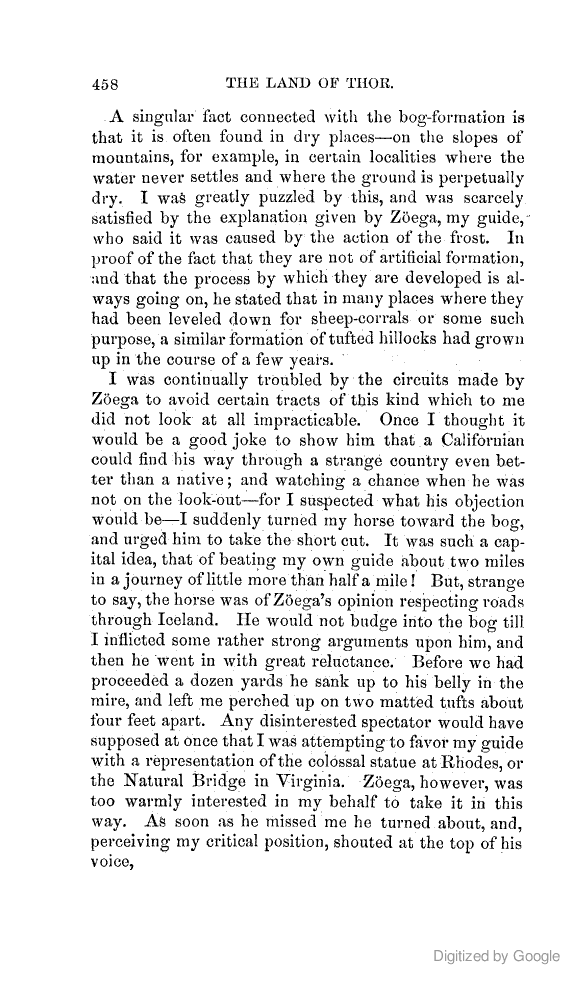 458 THE LAND OF THOR.
A singular fact connected with the bog-formation is
that it is often found in dry places—on the slopes of
mountains, for example, in certain localities where the
water never settles and where the ground is perpetually
dry. I was greatly puzzled by this, and was scarcely
satisfied by the explanation given by Zöega, my guide,
who said it was caused by the action of the frost. In
proof of the fact that they are not of artificial formation,
and that the process by which they are developed is al-
ways going on, he stated that in many places where they
had been leveled down for sheep-corrals or some such
purpose, a similar formation of tufted hillocks had grown
up in the course of a few years.
I was continually troubled by the circuits made by
Zöega to avoid certain tracts of this kind which to me
did not look at all impracticable. Once I thought it
would be a good joke to show him that a Californian
could find his way through a strange country even bet-
ter than a native; and watching a chance when he was
not on the look-out—for I suspected what his objection
would be—I suddenly turned my horse toward the bog,
and urged him to take the short cut. It was such a cap-
ital idea, that of beating my own guide about two miles
in a journey of little more than half a mile! But, strange
to say, the horse was of Zöega's opinion respecting roads
through Iceland. He would not budge into the bog till
I inflicted some rather strong arguments upon him, and
then he went in with great reluctance. Before we had
proceeded a dozen yards he sank up to his belly in the
mire, and left me perched up on two matted tufts about
four feet apart. Any disinterested spectator would have
supposed at once that I was attempting to favor my guide
with a representation of the colossal statue at Rhodes, or
the Natural Bridge in Virginia. Zöega, however, was
too warmly interested in my behalf to take it in this
way. As soon as he missed me he turned about, and,
perceiving my critical position, shouted at the top of his
voice,
Digitized by Google